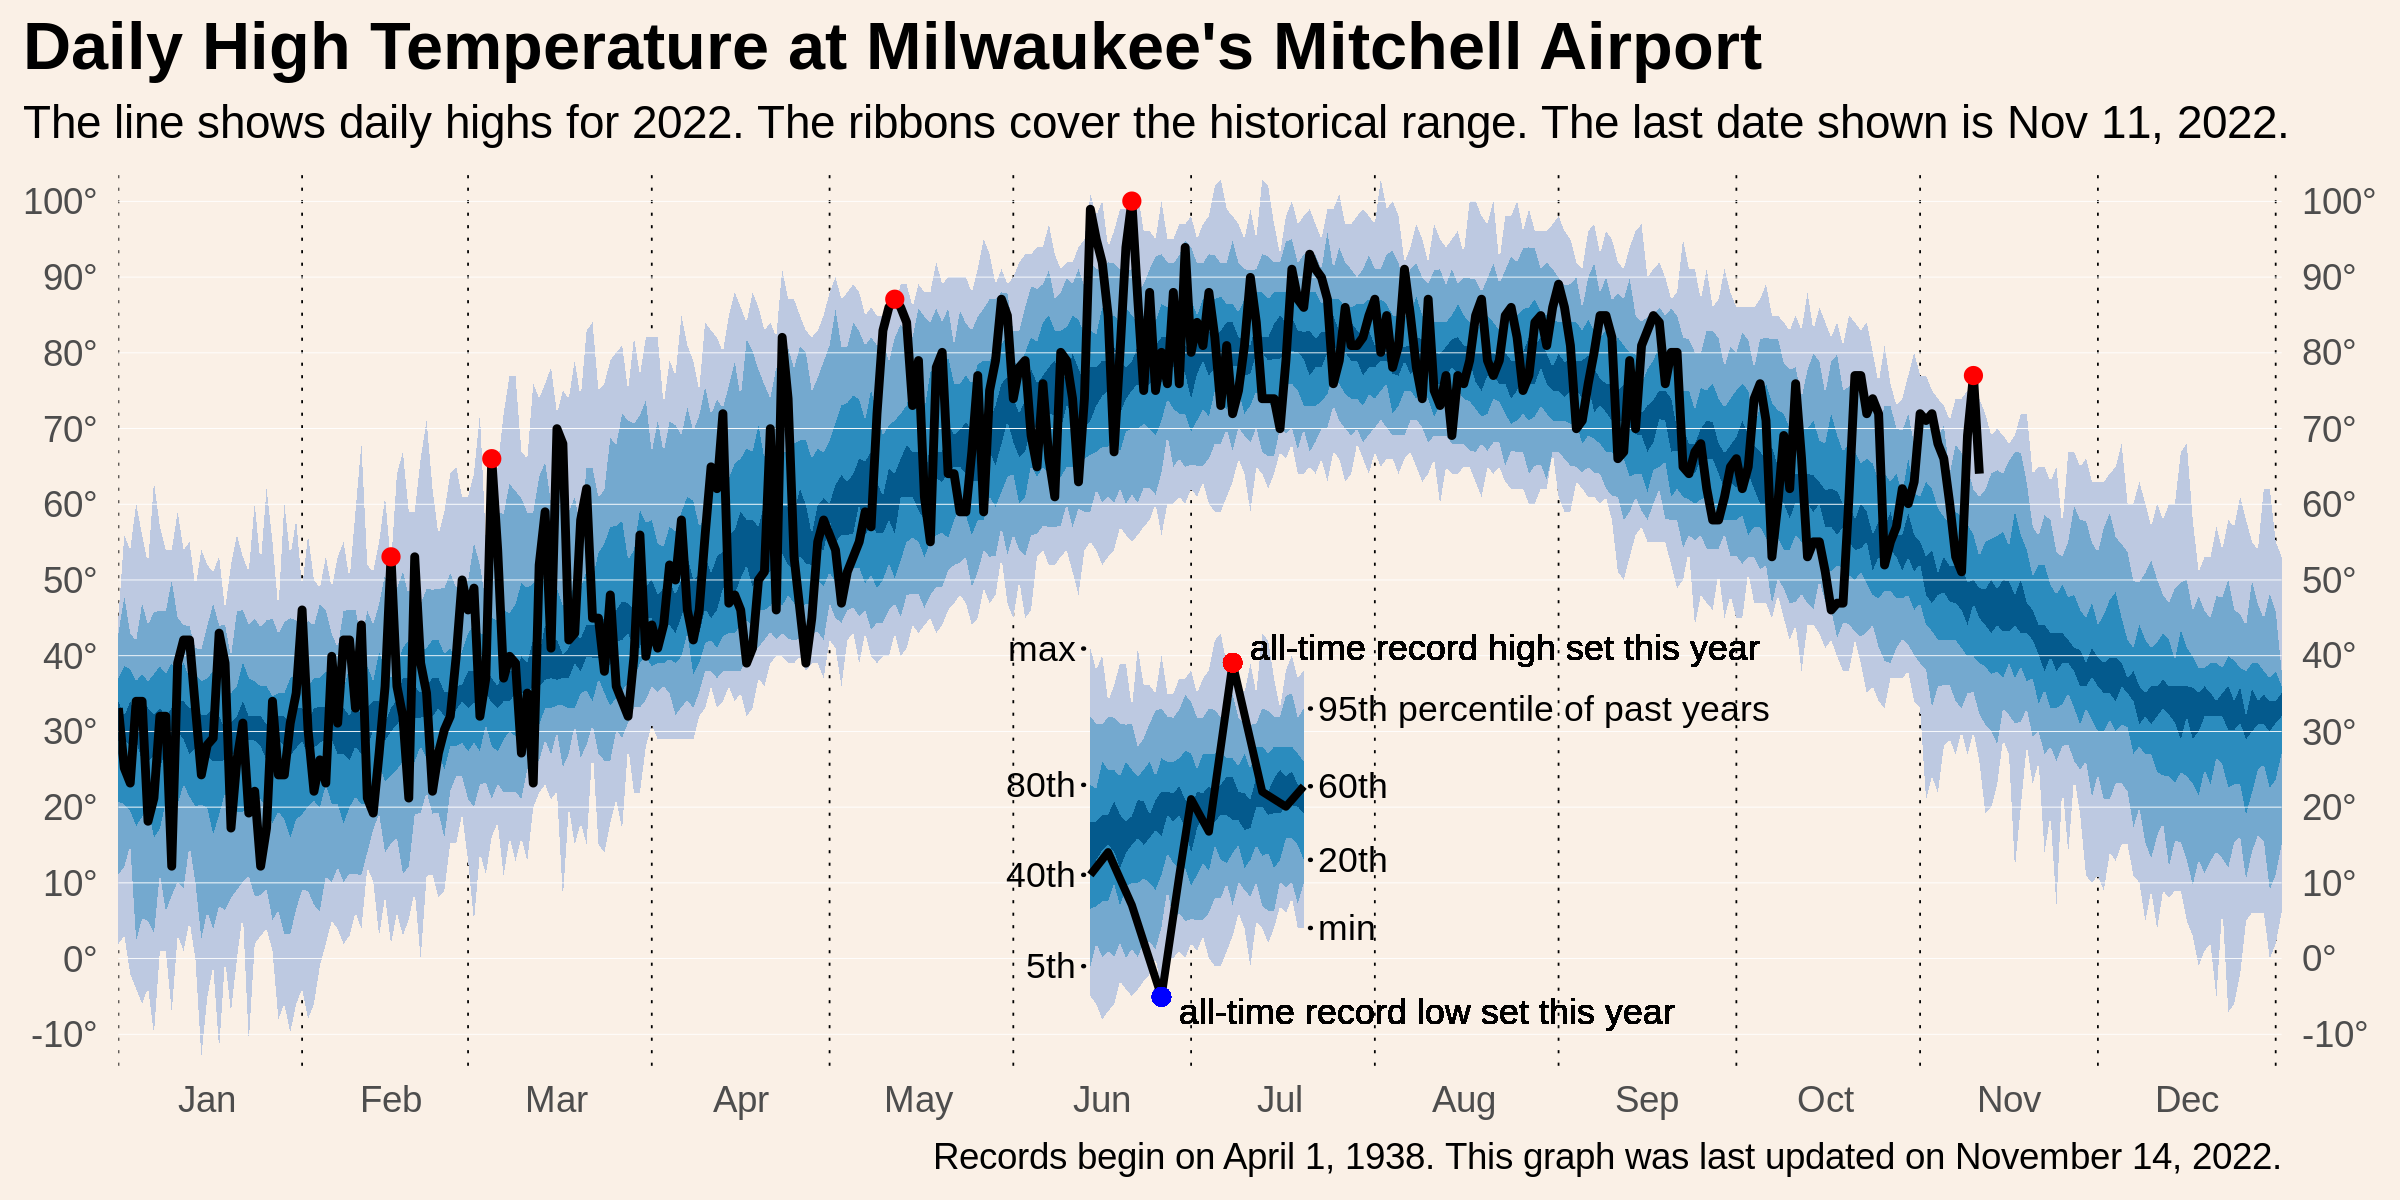 Daily High Temperature at Milwaukee's Mitchell Airport
The line shows daily highs for 2022. The ribbons cover the historical range. The last date shown is Nov 11, 2022.
100° 100°
90° 90°
80° 80°
70° 70°
60° 60°
50° 50°
max all-time record high set this year
40° 40°
95th percentile of past years
30° 30°
80th 60th
20° 20°
40th 20th
10° 10°
min
0° 5th 0°
all-time record low set this year
-10° -10°
Jan Feb Mar Apr May Jun Jul Aug Sep Oct Nov Dec
Records begin on April 1, 1938. This graph was last updated on November 14, 2022.